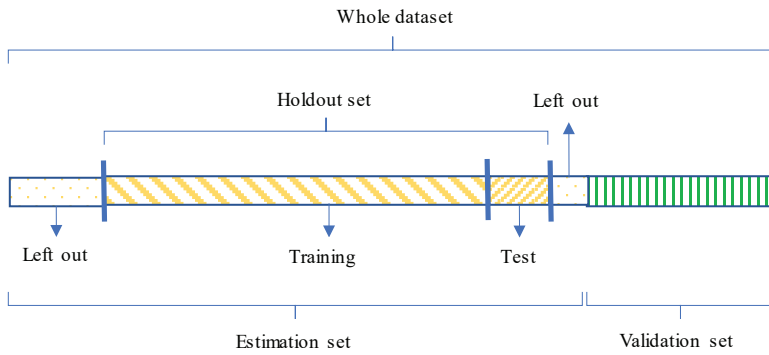 Whole dataset
Holdout set
Left out
Left out
Training
Test
Estimation set
Validation set